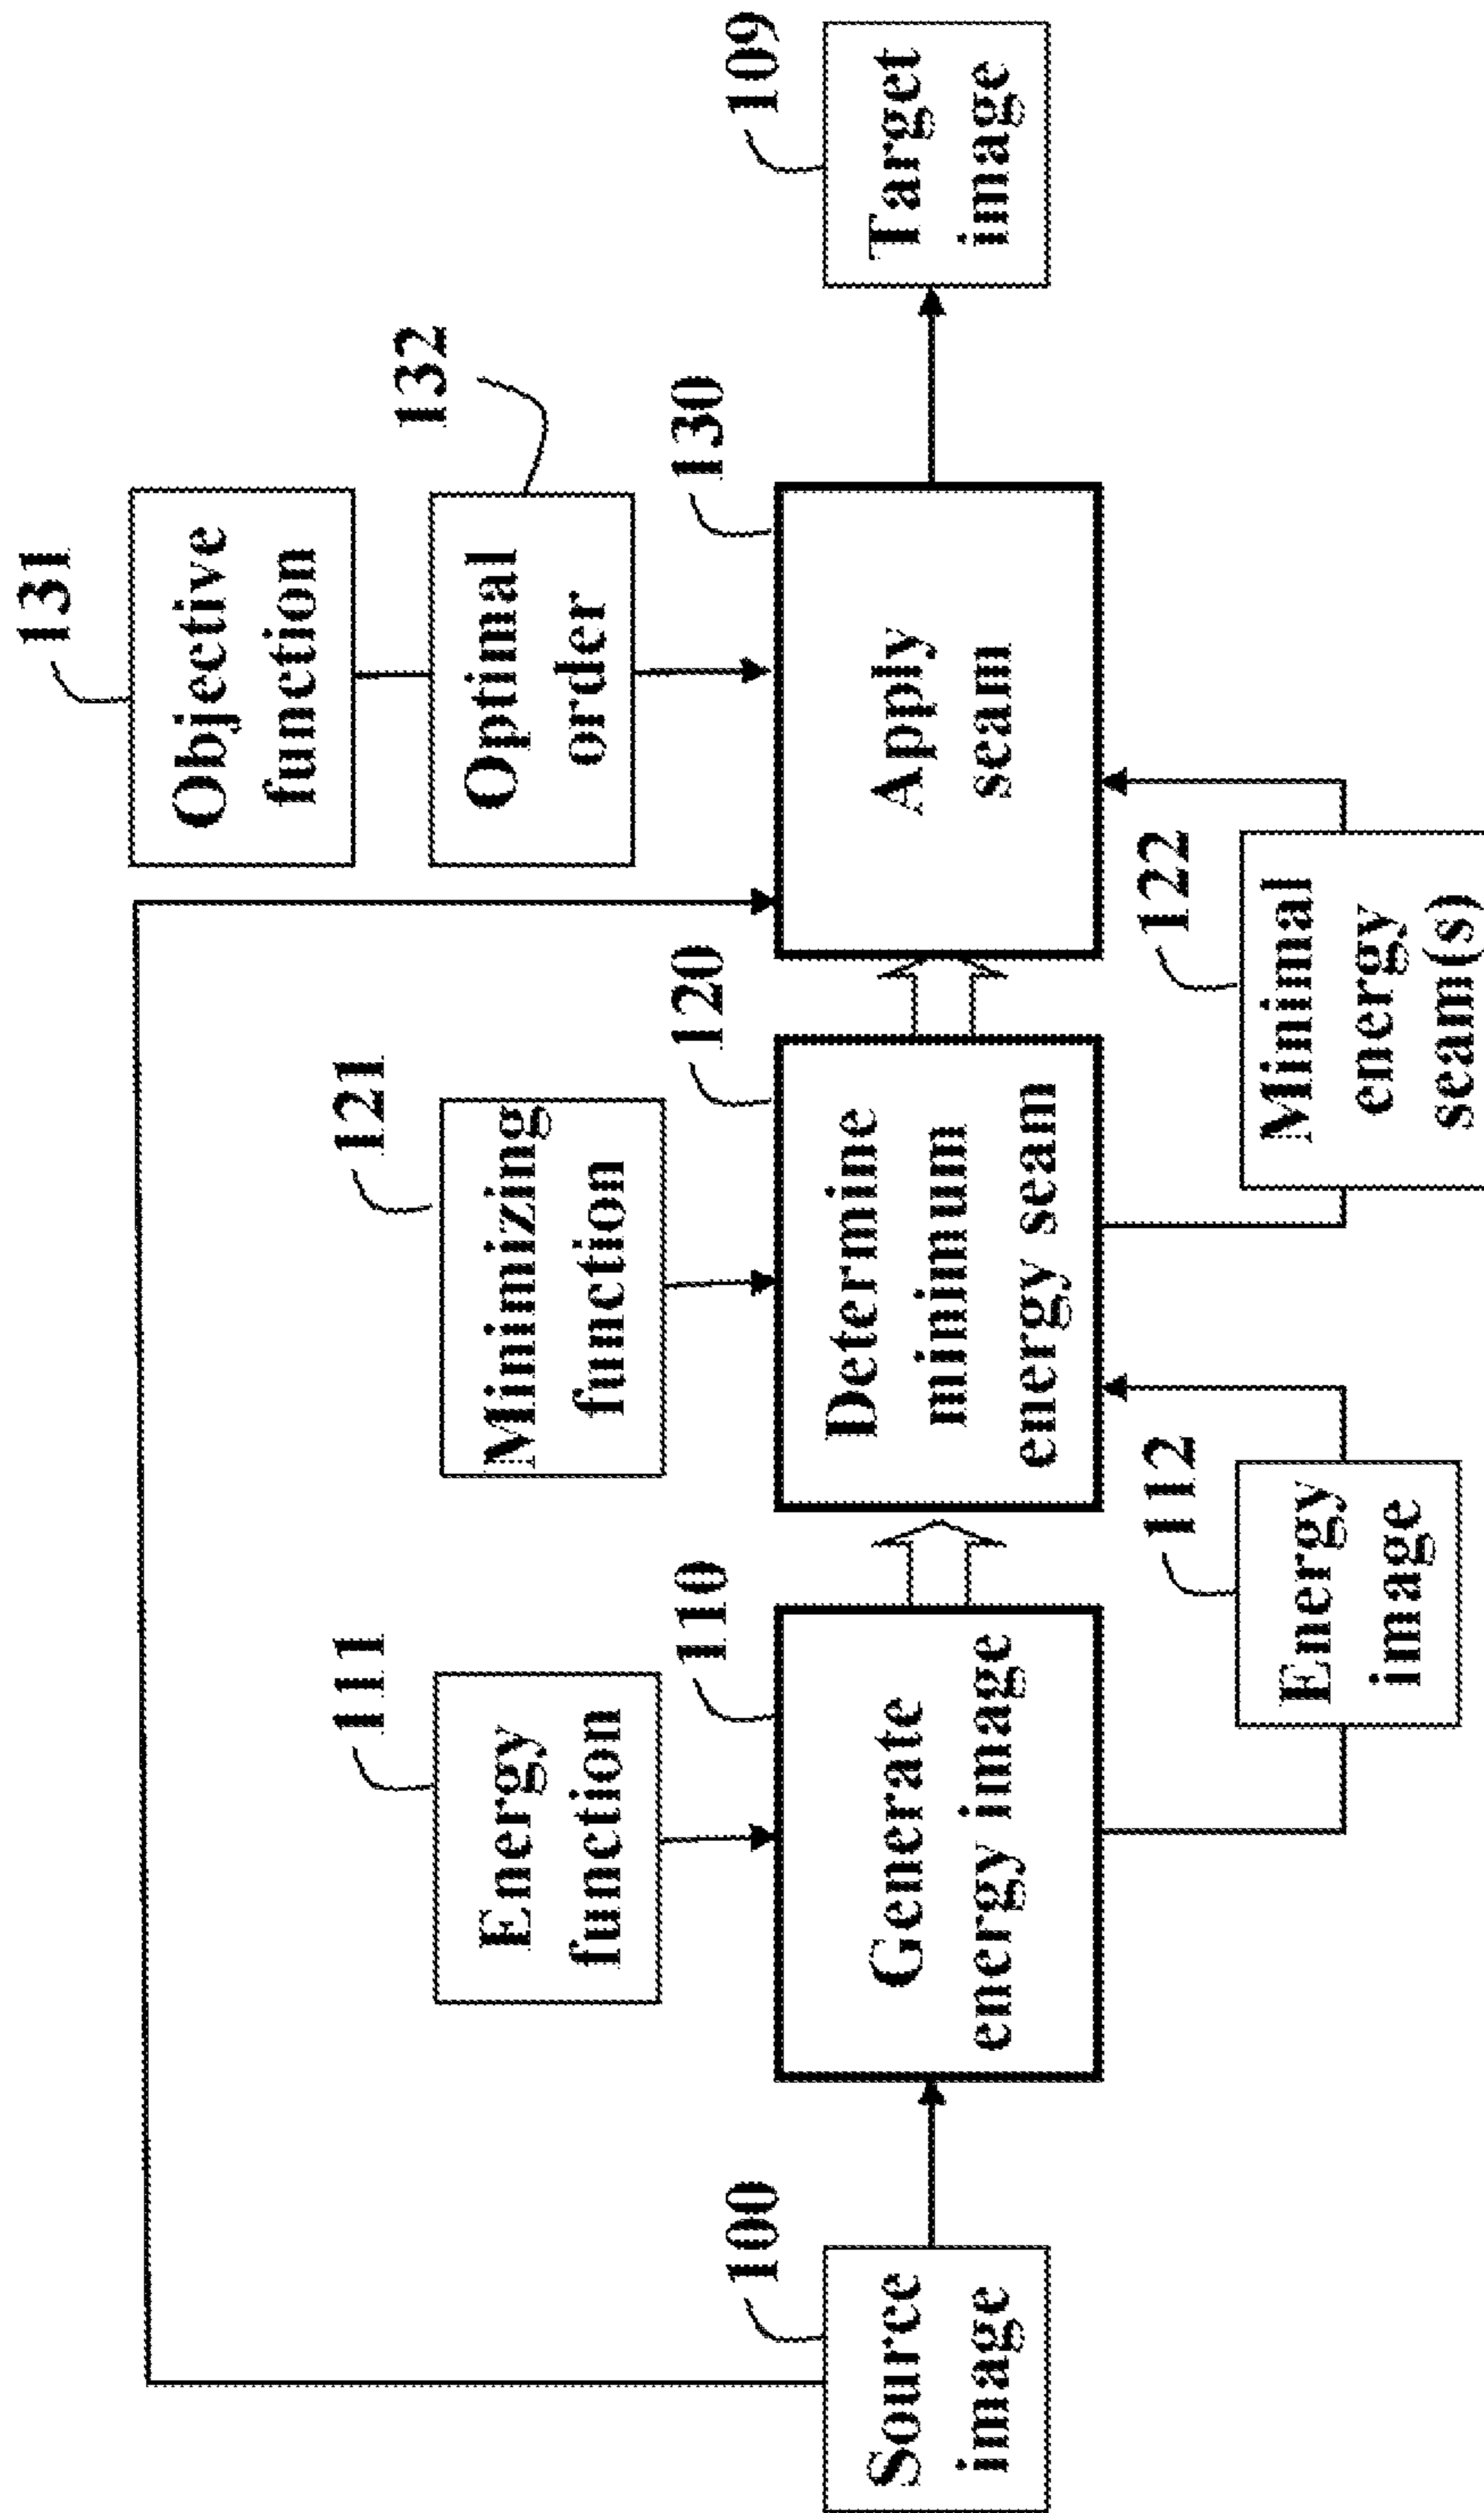 131
Objective
function
132
Optimal
order
111
Energy
function
121
Minimizing
function
100
Source
image
110
Generate
energy image
120
Determine
minimum
energy seam
130
Apply
seam
109
Target
image
112
Energy
image
122
Minimal
energy
seam(s)